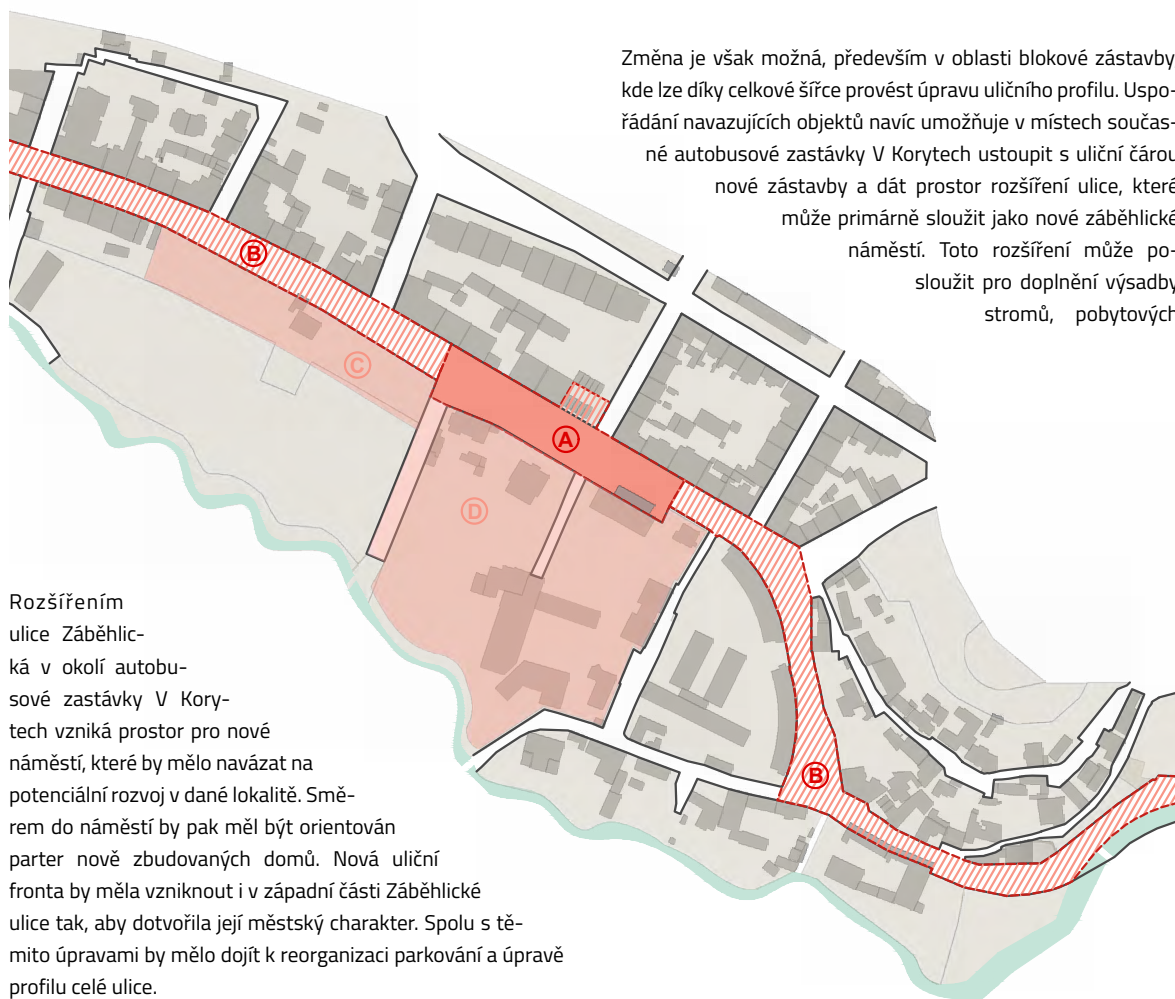 Změna je však možná, především v oblasti blokové zástavby
kde lze díky celkové šířce provést úpravu uličního profilu. Uspo-
řádání navazujících objektů navíc umožňuje v místech součas-
né autobusové zastávky V Korytech ustoupit s uliční čárou
nové zástavby a dát prostor rozšíření ulice, které
může primárně sloužit jako nové záběhlické
náměstí. Toto rozšíření může po-
sloužit pro doplnění výsadby
stromů, pobytových
B
C
A
D
B
Rozšířením
ulice Záběhlic-
ká v okolí autobu-
sové zastávky V Kory-
tech vzniká prostor pro nové
náměstí, které by mělo navázat na
potenciální rozvoj v dané lokalitě. Smě-
rem do náměstí by pak měl být orientován
parter nově zbudovaných domů. Nová uliční
fronta by měla vzniknout i v západní části Záběhlické
ulice tak, aby dotvořila její městský charakter. Spolu s tě-
mito úpravami by mělo dojít k reorganizaci parkování a úpravě
profilu celé ulice.